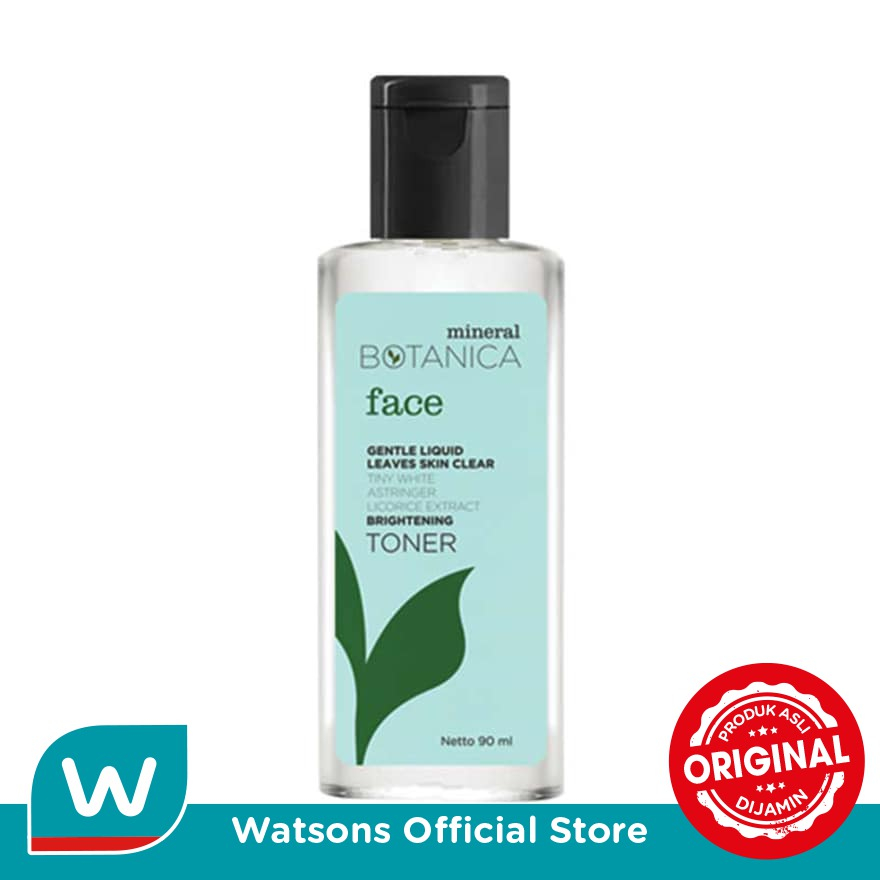 mineral
BOTANICA
face
GENTLE LIQUID
LEAVES SKIN CLEAR
TINY WHITE
ASTRINGER
LICORICE EXTRACT
BRIGHTENING
TONER
Netto 90 ml
W
Watsons Official Store
PRODUK ASLI
ORIGINAL
DIJAMIN